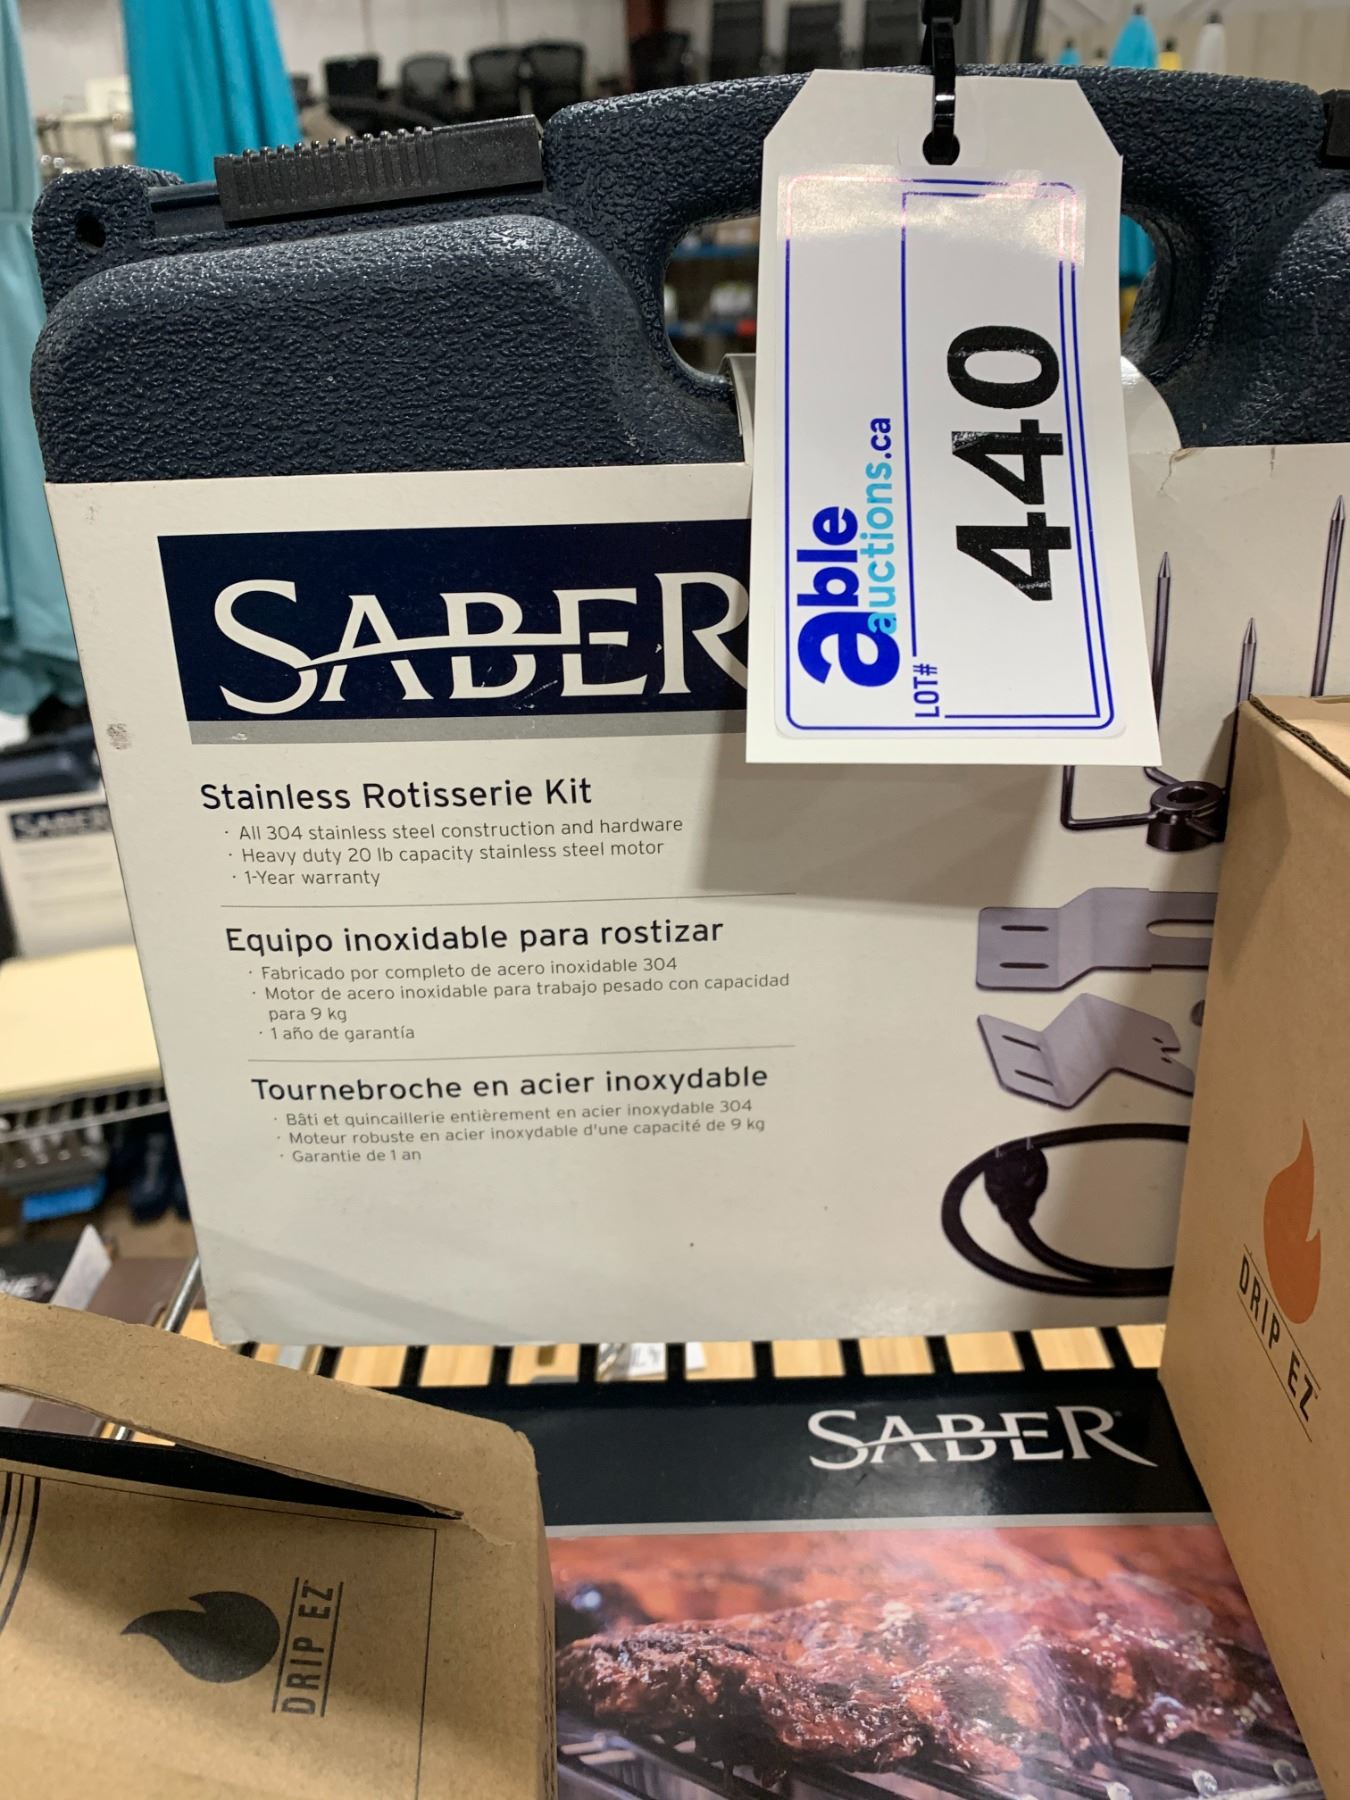 able
auctions.ca
LOT#
440
SABER
Stainless Rotisserie Kit
· All 304 stainless steel construction and hardware
· Heavy duty 20 lb capacity stainless steel motor
· 1-Year warranty
Equipo inoxidable para rostizar
· Fabricado por completo de acero inoxidable 304
· Motor de acero inoxidable para trabajo pesado con capacidad
para 9 kg
· 1 año de garantía
Tournebroche en acier inoxydable
· Bâti et quincaillerie entièrement en acier inoxydable 304
· Moteur robuste en acier inoxydable d'une capacité de 9 kg
· Garantie de 1 an
SABER
DRIP EZ
SABER
DRIP EZ